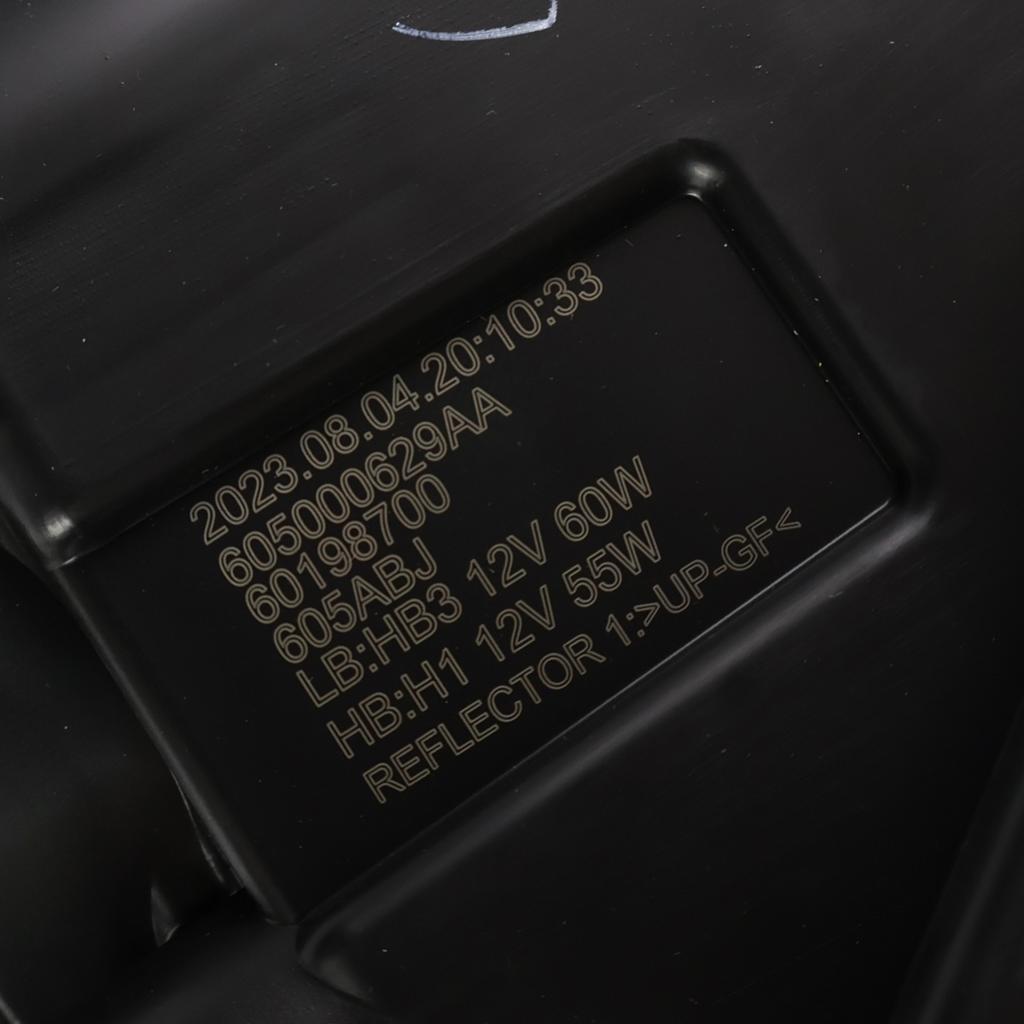 2023.08.04.20:10:33
605000629AA
60198700
605ABJ
LB:HB3 12V 60W
HB:H1 12V 55W
REFLECTOR 1:>UP-GF<